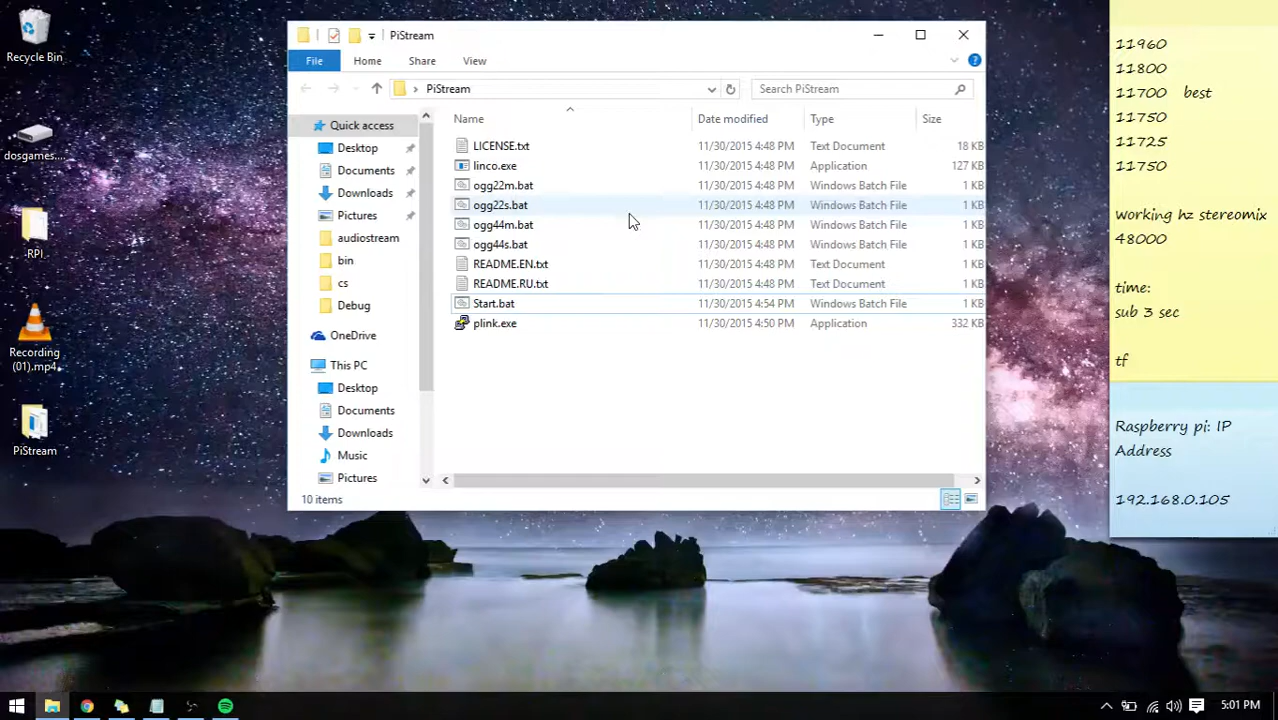 Recycle Bin
dosgames....
RPI
Recording
(01).mp4
PiStream
PiStream
File Home Share View
PiStream
Search PiStream
Quick access
Desktop
Documents
Downloads
Pictures
audiostream
bin
cs
Debug
OneDrive
This PC
Desktop
Documents
Downloads
Music
Pictures
Name Date modified Type Size
LICENSE.txt 11/30/2015 4:48 PM Text Document 18 KB
linco.exe 11/30/2015 4:48 PM Application 127 KB
ogg22m.bat 11/30/2015 4:48 PM Windows Batch File 1 KB
ogg22s.bat 11/30/2015 4:48 PM Windows Batch File 1 KB
ogg44m.bat 11/30/2015 4:48 PM Windows Batch File 1 KB
ogg44s.bat 11/30/2015 4:48 PM Windows Batch File 1 KB
README.EN.txt 11/30/2015 4:48 PM Text Document 1 KB
README.RU.txt 11/30/2015 4:48 PM Text Document 1 KB
Start.bat 11/30/2015 4:54 PM Windows Batch File 1 KB
plink.exe 11/30/2015 4:50 PM Application 332 KB
10 items
11960
11800
11700 best
11750
11725
11750
working hz stereomix
48000
time:
sub 3 sec
tf
Raspberry pi: IP
Address
192.168.0.105
5:01 PM